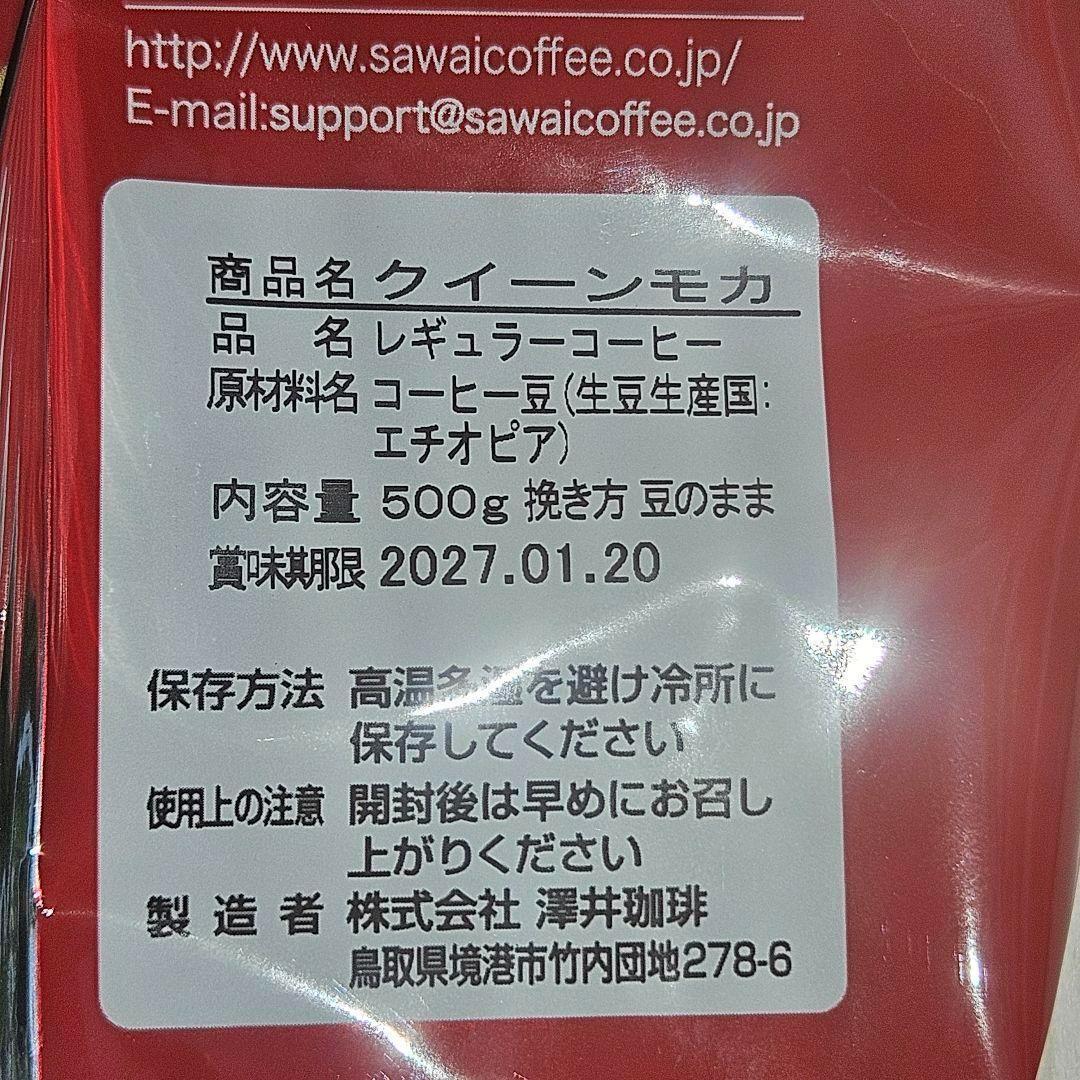 http://www.sawaicoffee.co.jp/
E-mail:support@sawaicoffee.co.jp
商品名 クイーンモカ
品 名 レギュラーコーヒー
原材料名 コーヒー豆(生豆生産国:
エチオピア)
内容量 500g 挽き方 豆のまま
賞味期限 2027.01.20
保存方法 高温多湿を避け冷所に
保存してください
使用上の注意 開封後は早めにお召し
上がりください
製造者 株式会社 澤井珈琲
鳥取県境港市竹内団地278-6